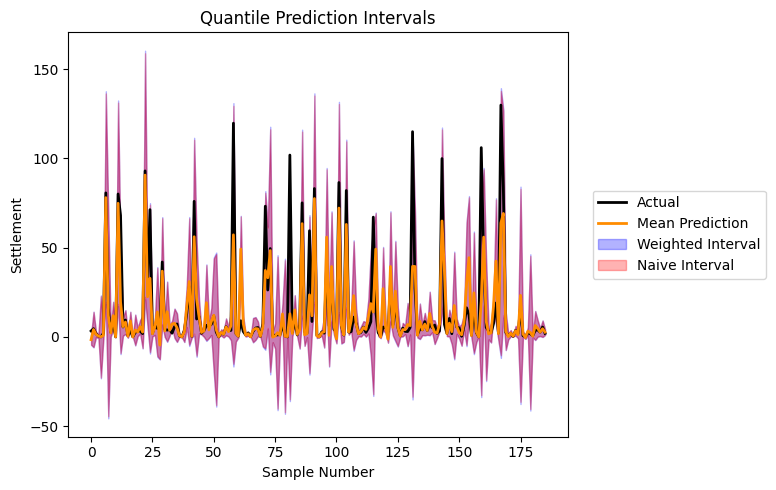 Quantile Prediction Intervals
Settlement
150
100
50
0
−50
0 25 50 75 100 125 150 175
Sample Number
Actual
Mean Prediction
Weighted Interval
Naive Interval